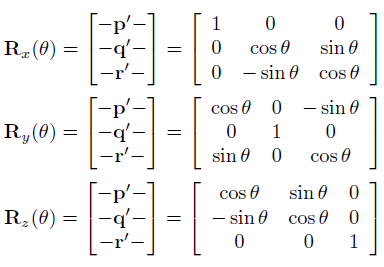 R_x(θ) = [−p′−; −q′−; −r′−] = [1 0 0; 0 cos θ sin θ; 0 − sin θ cos θ]
R_y(θ) = [−p′−; −q′−; −r′−] = [cos θ 0 − sin θ; 0 1 0; sin θ 0 cos θ]
R_z(θ) = [−p′−; −q′−; −r′−] = [cos θ sin θ 0; − sin θ cos θ 0; 0 0 1]